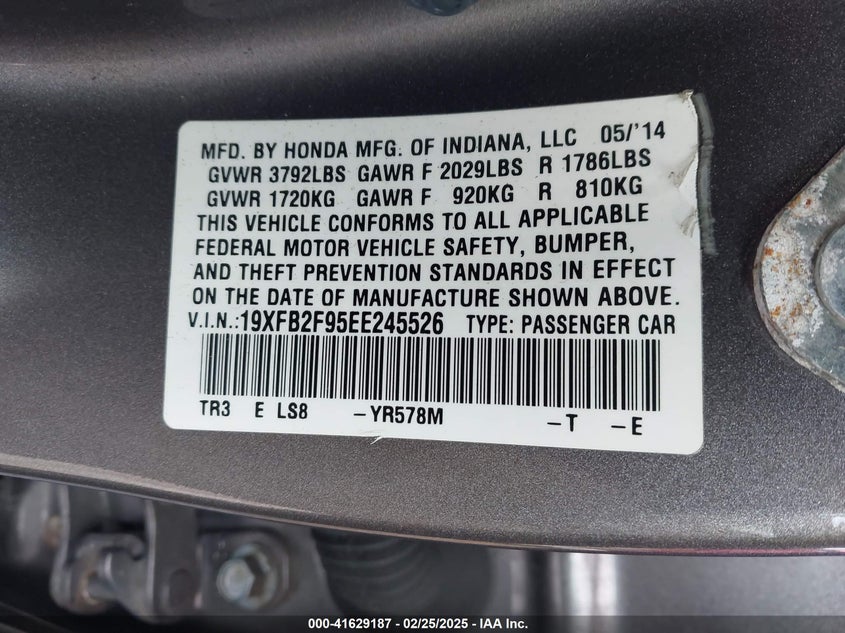 MFD. BY HONDA MFG. OF INDIANA, LLC 05/'14
GVWR 3792LBS GAWR F 2029LBS R 1786LBS
GVWR 1720KG GAWR F 920KG R 810KG
THIS VEHICLE CONFORMS TO ALL APPLICABLE
FEDERAL MOTOR VEHICLE SAFETY, BUMPER,
AND THEFT PREVENTION STANDARDS IN EFFECT
ON THE DATE OF MANUFACTURE SHOWN ABOVE.
V.I.N.:19XFB2F95EE245526 TYPE: PASSENGER CAR
TR3 E LS8 -YR578M -T -E
000-41629187 - 02/25/2025 - IAA Inc.